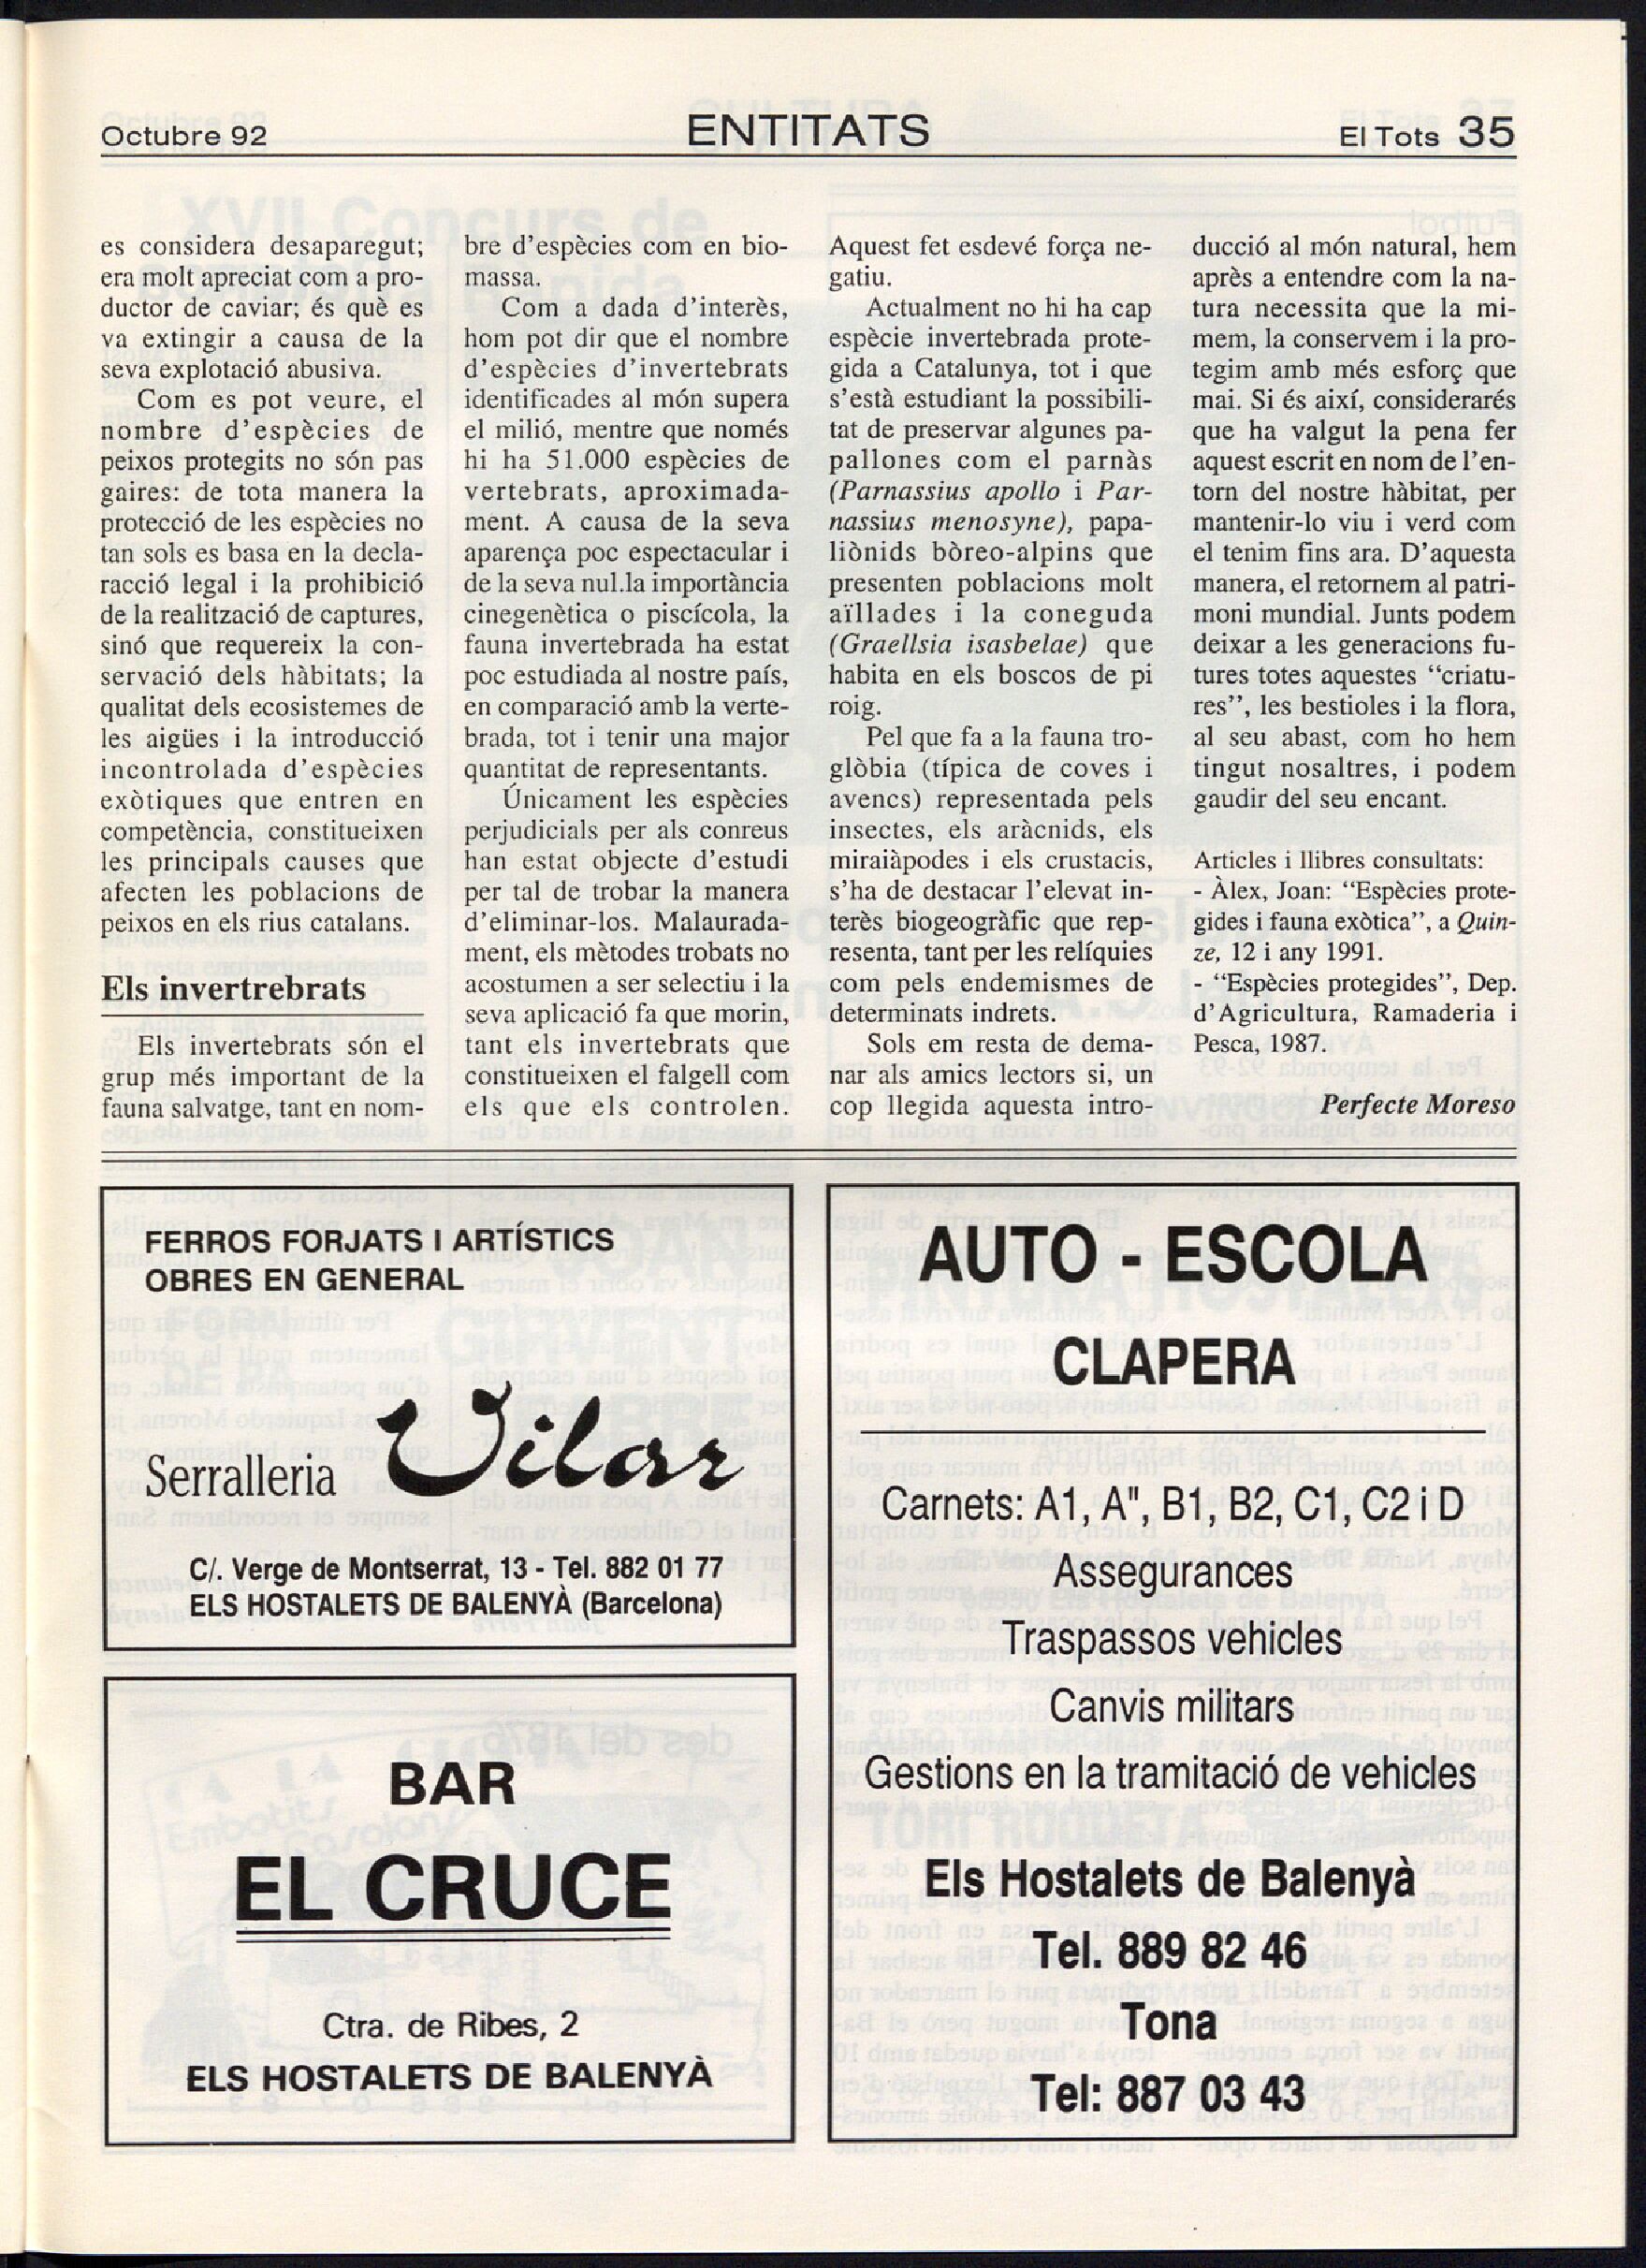 Octubre 92
ENTITATS
El Tots 35
es considera desaparegut;
era molt apreciat com a pro-
ductor de caviar; és què es
va extingir a causa de la
seva explotació abusiva.
Com es pot veure, el
nombre d'espècies de
peixos protegits no són pas
gaires: de tota manera la
protecció de les espècies no
tan sols es basa en la decla-
racció legal i la prohibició
de la realització de captures,
sinó que requereix la con-
servació dels hàbitats; la
qualitat dels ecosistemes de
les aigües i la introducció
incontrolada d'espècies
exòtiques que entren en
competència, constitueixen
les principals causes que
afecten les poblacions de
peixos en els rius catalans.
Els invertrebrats
Els invertebrats són el
grup més important de la
fauna salvatge, tant en nom-
bre d'espècies com en bio-
massa.
Com a dada d'interès,
hom pot dir que el nombre
d'espècies d'invertebrats
identificades al món supera
el milió, mentre que només
hi ha 51.000 espècies de
vertebrats, aproximada-
ment. A causa de la seva
aparença poc espectacular i
de la seva nul.la importància
cinegenètica o piscícola, la
fauna invertebrada ha estat
poc estudiada al nostre país,
en comparació amb la verte-
brada, tot i tenir una major
quantitat de representants.
Únicament les espècies
perjudicials per als conreus
han estat objecte d'estudi
per tal de trobar la manera
d'eliminar-los. Malaurada-
ment, els mètodes trobats no
acostumen a ser selectiu i la
seva aplicació fa que morin,
tant els invertebrats que
constitueixen el falgell com
els que els controlen.
Aquest fet esdevé força ne-
gatiu.
Actualment no hi ha cap
espècie invertebrada prote-
gida a Catalunya, tot i que
s'està estudiant la possibili-
tat de preservar algunes pa-
pallones com el parnàs
(Parnassius apollo i Par-
nassius menosyne), papa-
liònids bòreo-alpins que
presenten poblacions molt
aïllades i la coneguda
(Graellsia isasbelae) que
habita en els boscos de pi
roig.
Pel que fa a la fauna tro-
glòbia (típica de coves i
avencs) representada pels
insectes, els aràcnids, els
miraiàpodes i els crustacis,
s'ha de destacar l'elevat in-
terès biogeogràfic que rep-
resenta, tant per les relíquies
com pels endemismes de
determinats indrets.
Sols em resta de dema-
nar als amics lectors si, un
cop llegida aquesta intro-
ducció al món natural, hem
après a entendre com la na-
tura necessita que la mi-
mem, la conservem i la pro-
tegim amb més esforç que
mai. Si és així, considerarés
que ha valgut la pena fer
aquest escrit en nom de l'en-
torn del nostre hàbitat, per
mantenir-lo viu i verd com
el tenim fins ara. D'aquesta
manera, el retornem al patri-
moni mundial. Junts podem
deixar a les generacions fu-
tures totes aquestes "criatu-
res", les bestioles i la flora,
al seu abast, com ho hem
tingut nosaltres, i podem
gaudir del seu encant.
Articles i llibres consultats:
- Àlex, Joan: "Espècies prote-
gides i fauna exòtica", a Quin-
ze, 12 i any 1991.
- "Espècies protegides", Dep.
d'Agricultura, Ramaderia i
Pesca, 1987.
Perfecte Moreso
FERROS FORJATS I ARTÍSTICS
OBRES EN GENERAL
Serralleria Vilar
C/. Verge de Montserrat, 13 - Tel. 882 01 77
ELS HOSTALETS DE BALENYÀ (Barcelona)
BAR
EL CRUCE
Ctra. de Ribes, 2
ELS HOSTALETS DE BALENYÀ
AUTO - ESCOLA
CLAPERA
Carnets: A1, A", B1, B2, C1, C2 i D
Assegurances
Traspassos vehicles
Canvis militars
Gestions en la tramitació de vehicles
Els Hostalets de Balenyà
Tel. 889 82 46
Tona
Tel: 887 03 43